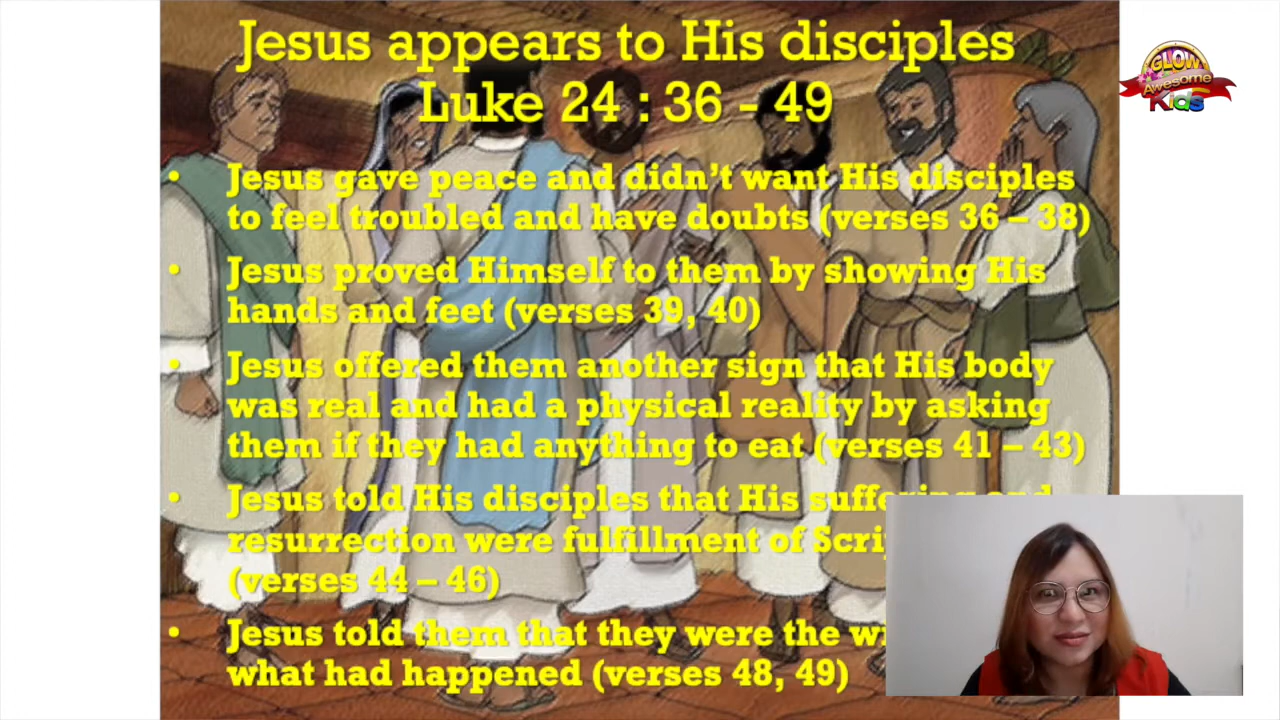 Jesus appears to His disciples
Luke 24 : 36 - 49
• Jesus gave peace and didn’t want His disciples
to feel troubled and have doubts (verses 36 – 38)
• Jesus proved Himself to them by showing His
hands and feet (verses 39, 40)
• Jesus offered them another sign that His body
was real and had a physical reality by asking
them if they had anything to eat (verses 41 – 43)
• Jesus told His disciples that His suffering and
resurrection were fulfillment of
(verses 44 – 46)
• Jesus told them that they were the
what had happened (verses 48, 49)
GLOW
Awesome
Kids